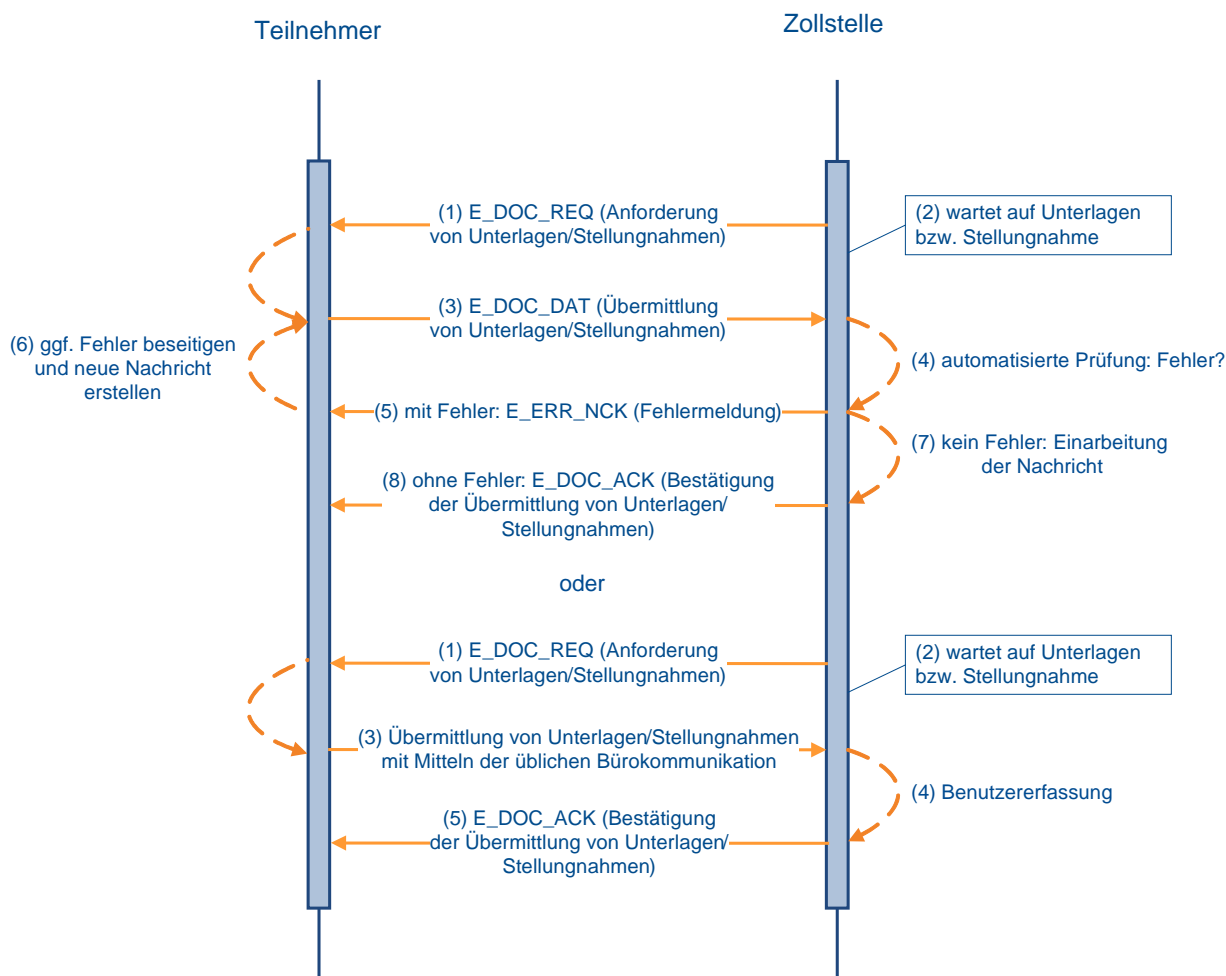 Teilnehmer
Zollstelle
(1) E_DOC_REQ (Anforderung
von Unterlagen/Stellungnahmen)
(2) wartet auf Unterlagen
bzw. Stellungnahme
(3) E_DOC_DAT (Übermittlung
von Unterlagen/Stellungnahmen)
(6) ggf. Fehler beseitigen
und neue Nachricht
erstellen
(4) automatisierte Prüfung: Fehler?
(5) mit Fehler: E_ERR_NCK (Fehlermeldung)
(7) kein Fehler: Einarbeitung
der Nachricht
(8) ohne Fehler: E_DOC_ACK (Bestätigung
der Übermittlung von Unterlagen/
Stellungnahmen)
oder
(1) E_DOC_REQ (Anforderung
von Unterlagen/Stellungnahmen)
(2) wartet auf Unterlagen
bzw. Stellungnahme
(3) Übermittlung von Unterlagen/Stellungnahmen
mit Mitteln der üblichen Bürokommunikation
(4) Benutzererfassung
(5) E_DOC_ACK (Bestätigung
der Übermittlung von Unterlagen/
Stellungnahmen)